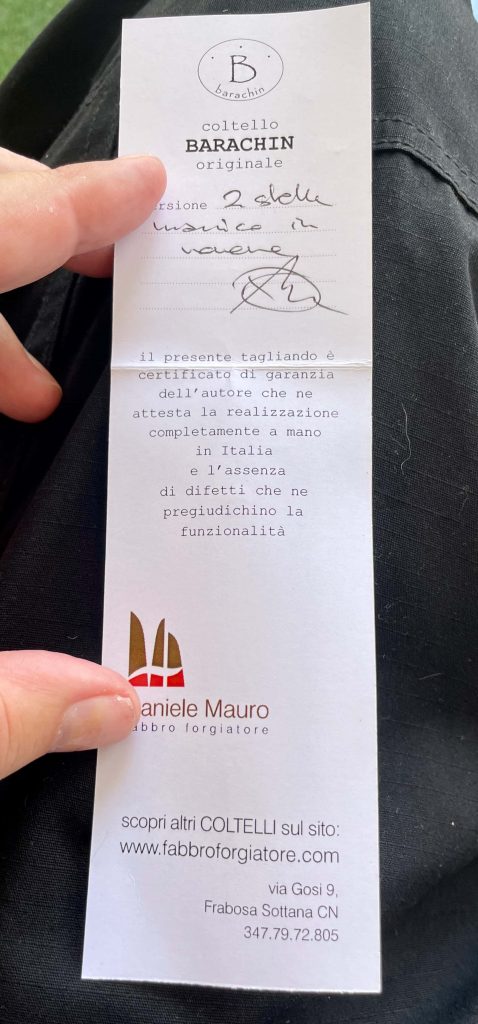 B
barachin
coltello
BARACHIN
originale
rsione 2 stelle
manico in
rovere
il presente tagliando è
certificato di garanzia
dell'autore che ne
attesta la realizzazione
completamente a mano
in Italia
e l'assenza
di difetti che ne
pregiudichino la
funzionalità
aniele Mauro
abbro forgiatore
scopri altri COLTELLI sul sito:
www.fabbroforgiatore.com
via Gosi 9,
Frabosa Sottana CN
347.79.72.805